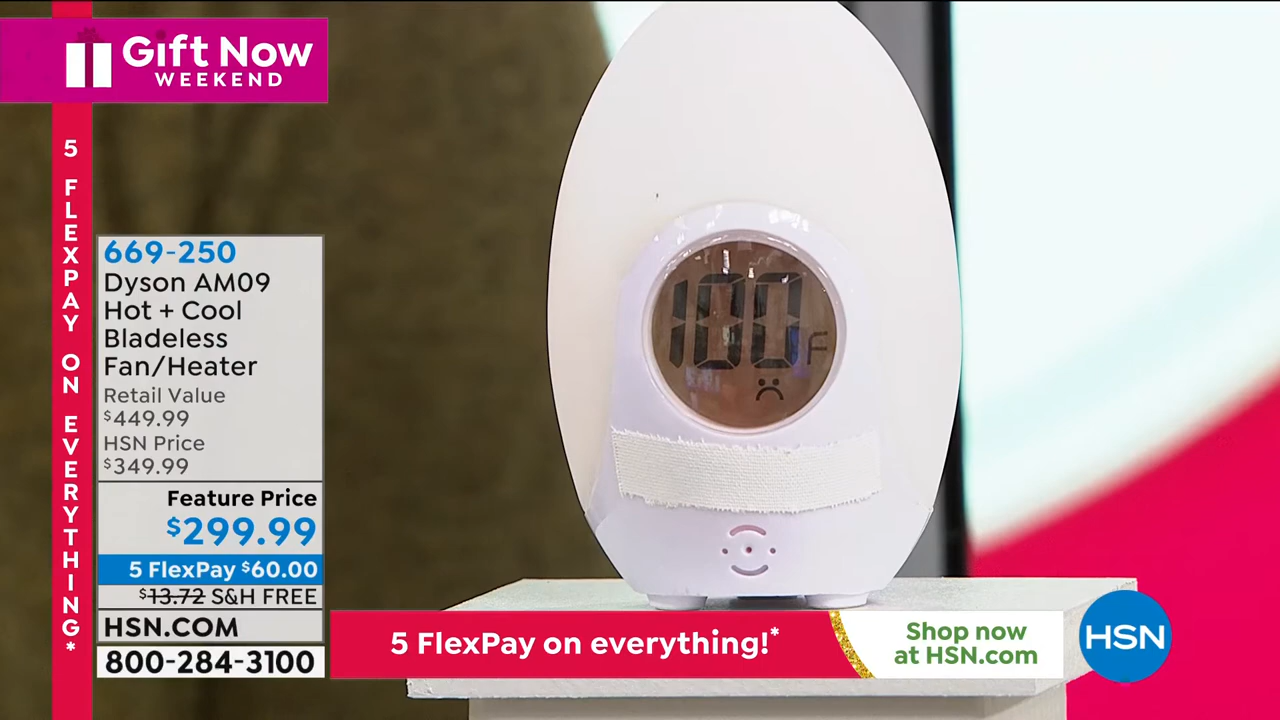 Gift Now
WEEKEND
5 FLEXPAY ON EVERYTHING*
669-250
Dyson AM09
Hot + Cool
Bladeless
Fan/Heater
Retail Value
$449.99
HSN Price
$349.99
Feature Price
$299.99
5 FlexPay $60.00
$13.72 S&H FREE
HSN.COM
800-284-3100
100 F
5 FlexPay on everything!*
Shop now
at HSN.com
HSN